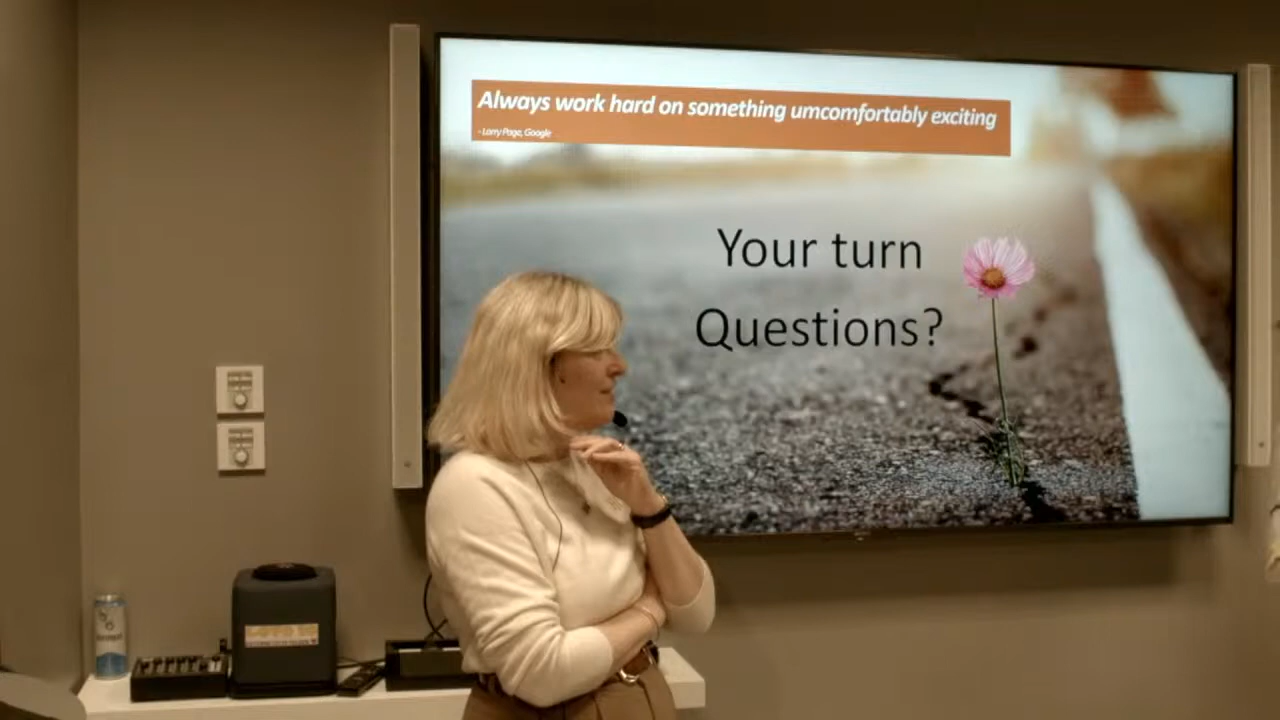 Always work hard on something umcomfortably exciting
- Larry Page, Google
Your turn
Questions?